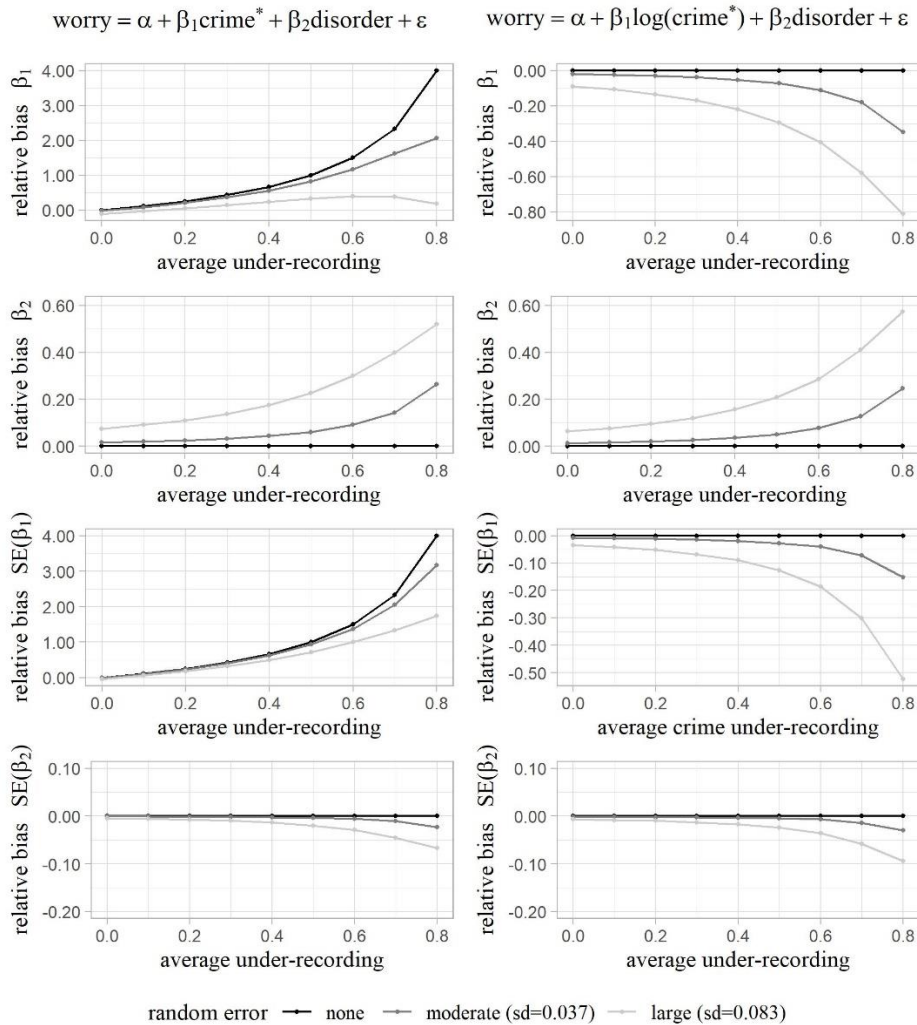 worry = α + β₁crime* + β₂disorder + ε
worry = α + β₁log(crime*) + β₂disorder + ε
relative bias β₁
4.00
3.00
2.00
1.00
0.00
0.0 0.2 0.4 0.6 0.8
average under-recording
relative bias β₁
0.00
-0.20
-0.40
-0.60
-0.80
0.0 0.2 0.4 0.6 0.8
average under-recording
relative bias β₂
0.60
0.40
0.20
0.00
0.0 0.2 0.4 0.6 0.8
average under-recording
relative bias β₂
0.60
0.40
0.20
0.00
0.0 0.2 0.4 0.6 0.8
average under-recording
relative bias SE(β₁)
4.00
3.00
2.00
1.00
0.00
0.0 0.2 0.4 0.6 0.8
average under-recording
relative bias SE(β₁)
0.00
-0.10
-0.20
-0.30
-0.40
-0.50
0.0 0.2 0.4 0.6 0.8
average crime under-recording
relative bias SE(β₂)
0.10
0.00
-0.10
-0.20
0.0 0.2 0.4 0.6 0.8
average under-recording
relative bias SE(β₂)
0.10
0.00
-0.10
-0.20
0.0 0.2 0.4 0.6 0.8
average under-recording
random error none moderate (sd=0.037) large (sd=0.083)